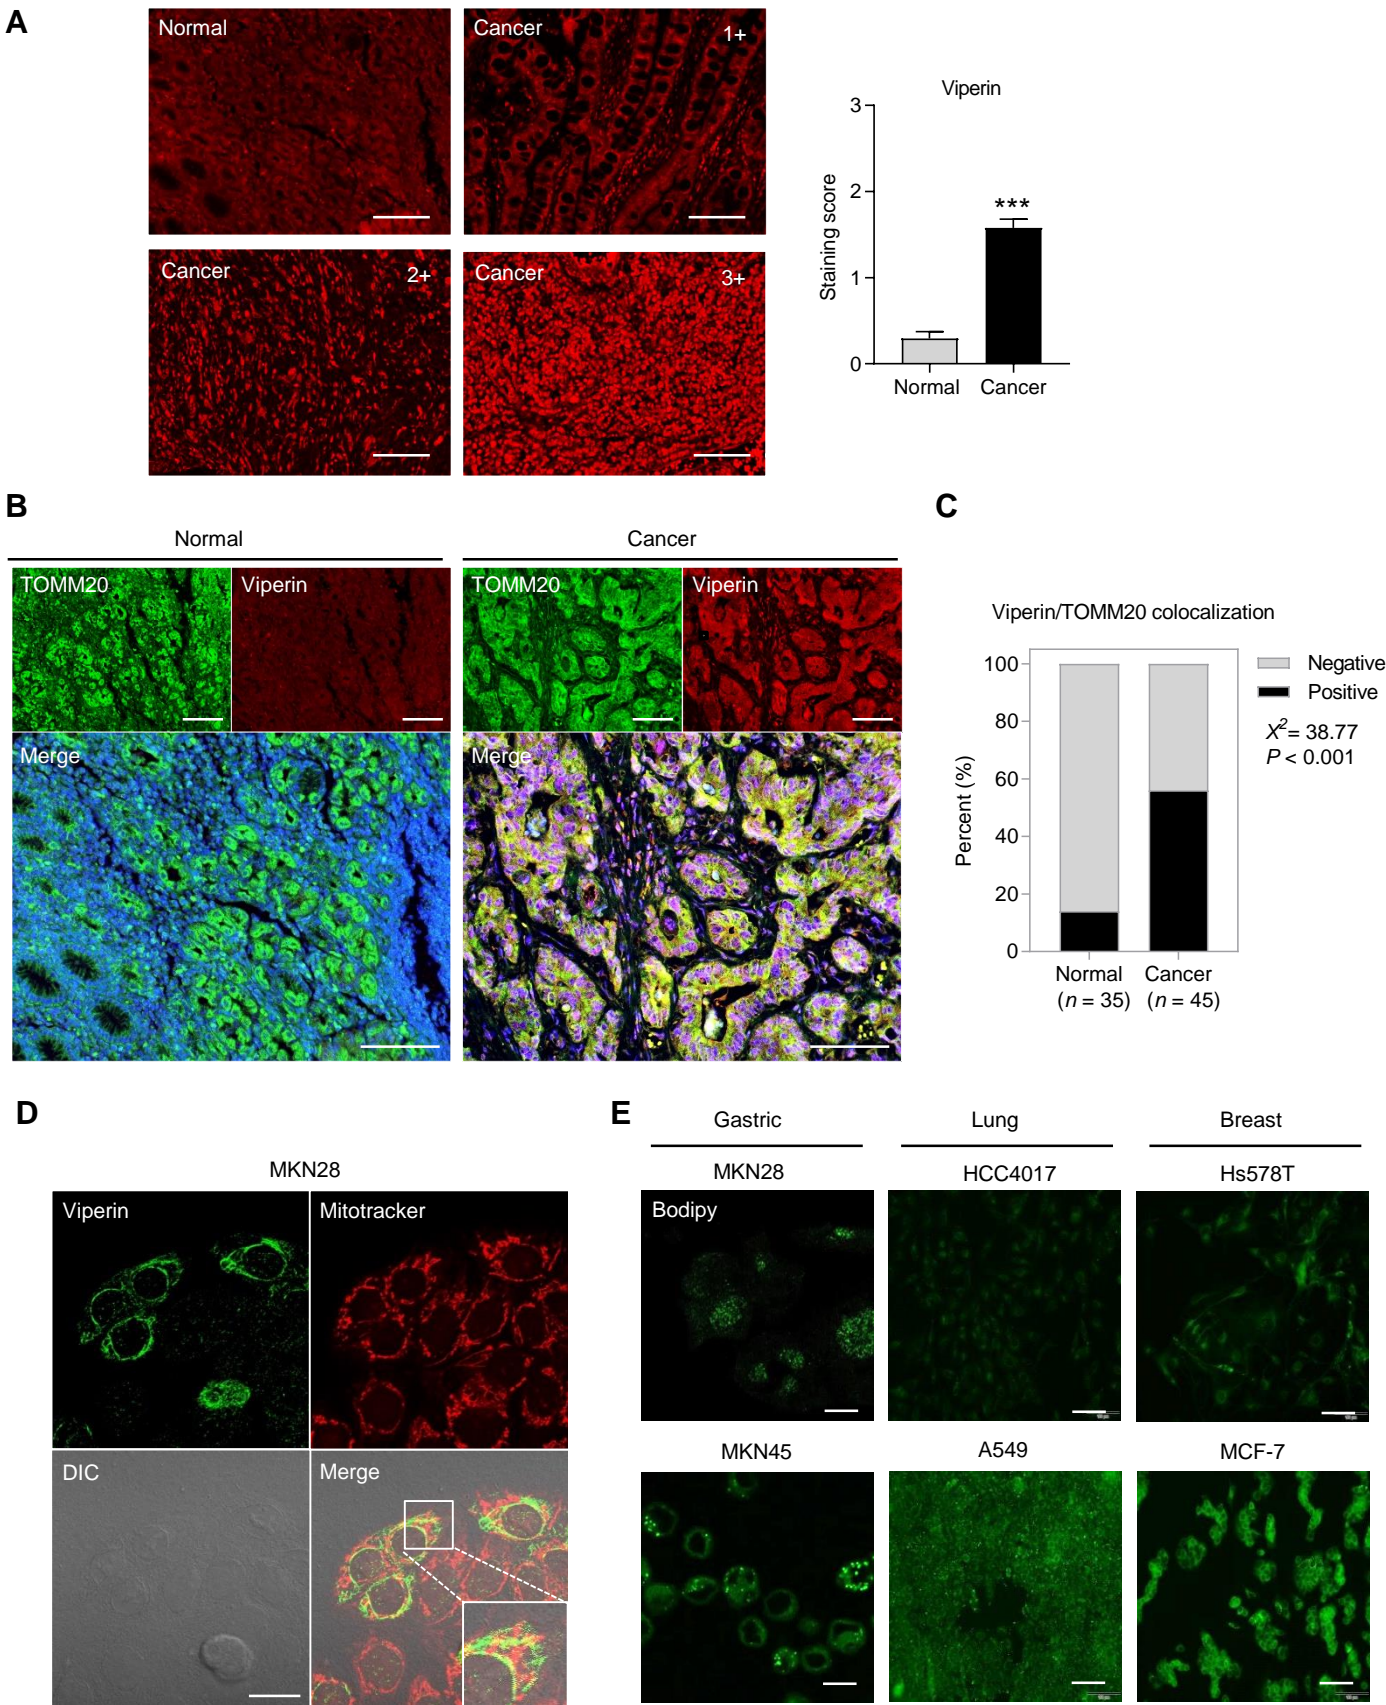 A
Normal
Cancer
1+
Cancer
2+
Cancer
3+
Viperin
Staining score
3
2
1
0
***
Normal
Cancer
B
Normal
Cancer
TOMM20
Viperin
TOMM20
Viperin
Merge
Merge
C
Viperin/TOMM20 colocalization
Percent (%)
100
80
60
40
20
0
Negative
Positive
X²= 38.77
P < 0.001
Normal
(n = 35)
Cancer
(n = 45)
D
MKN28
Viperin
Mitotracker
DIC
Merge
E
Gastric
Lung
Breast
MKN28
HCC4017
Hs578T
Bodipy
MKN45
A549
MCF-7